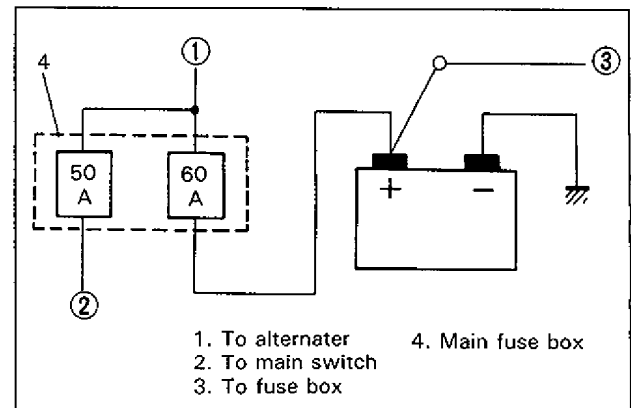 1
4
3
50
A
60
A
+ −
2
1. To alternater
2. To main switch
3. To fuse box
4. Main fuse box